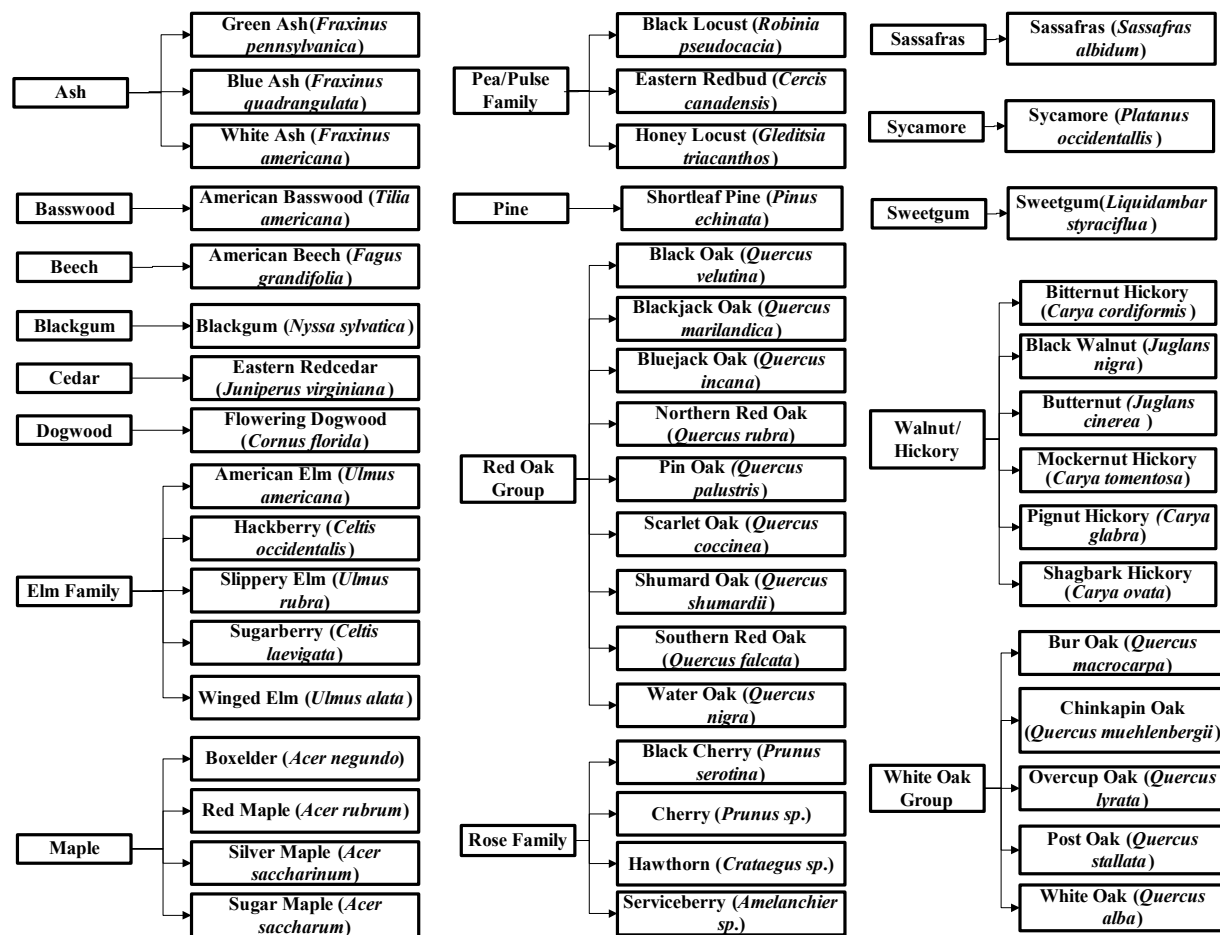 Ash
Green Ash(Fraxinus
pennsylvanica)
Blue Ash (Fraxinus
quadrangulata)
White Ash (Fraxinus
americana)
Basswood
American Basswood (Tilia
americana)
Beech
American Beech (Fagus
grandifolia)
Blackgum
Blackgum (Nyssa sylvatica)
Cedar
Eastern Redcedar
(Juniperus virginiana)
Dogwood
Flowering Dogwood
(Cornus florida)
Elm Family
American Elm (Ulmus
americana)
Hackberry (Celtis
occidentalis)
Slippery Elm (Ulmus
rubra)
Sugarberry (Celtis
laevigata)
Winged Elm (Ulmus alata)
Maple
Boxelder (Acer negundo)
Red Maple (Acer rubrum)
Silver Maple (Acer
saccharinum)
Sugar Maple (Acer
saccharum)
Pea/Pulse
Family
Black Locust (Robinia
pseudocacia)
Eastern Redbud (Cercis
canadensis)
Honey Locust (Gleditsia
triacanthos)
Pine
Shortleaf Pine (Pinus
echinata)
Red Oak
Group
Black Oak (Quercus
velutina)
Blackjack Oak (Quercus
marilandica)
Bluejack Oak (Quercus
incana)
Northern Red Oak
(Quercus rubra)
Pin Oak (Quercus
palustris)
Scarlet Oak (Quercus
coccinea)
Shumard Oak (Quercus
shumardii)
Southern Red Oak
(Quercus falcata)
Water Oak (Quercus
nigra)
Rose Family
Black Cherry (Prunus
serotina)
Cherry (Prunus sp.)
Hawthorn (Crataegus sp.)
Serviceberry (Amelanchier
sp.)
Sassafras
Sassafras (Sassafras
albidum)
Sycamore
Sycamore (Platanus
occidentallis)
Sweetgum
Sweetgum(Liquidambar
styraciflua)
Walnut/
Hickory
Bitternut Hickory
(Carya cordiformis)
Black Walnut (Juglans
nigra)
Butternut (Juglans
cinerea)
Mockernut Hickory
(Carya tomentosa)
Pignut Hickory (Carya
glabra)
Shagbark Hickory
(Carya ovata)
White Oak
Group
Bur Oak (Quercus
macrocarpa)
Chinkapin Oak
(Quercus muehlenbergii)
Overcup Oak (Quercus
lyrata)
Post Oak (Quercus
stallata)
White Oak (Quercus
alba)